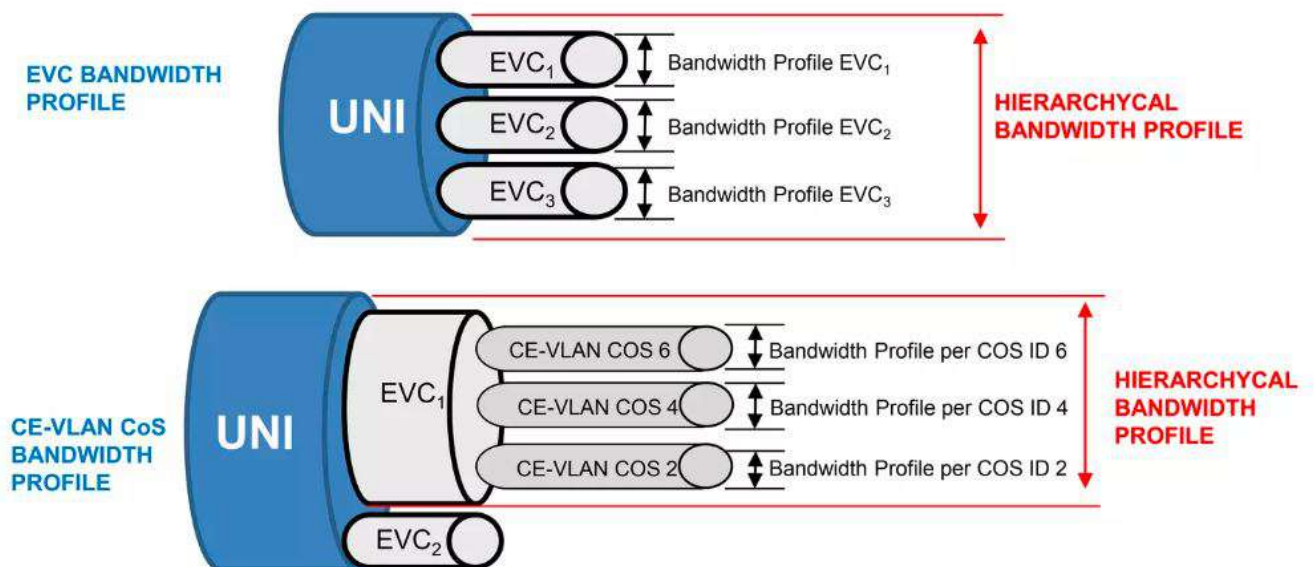 EVC BANDWIDTH
PROFILE
UNI
EVC₁
EVC₂
EVC₃
Bandwidth Profile EVC₁
Bandwidth Profile EVC₂
Bandwidth Profile EVC₃
HIERARCHYCAL
BANDWIDTH PROFILE
CE-VLAN CoS
BANDWIDTH
PROFILE
UNI
EVC₁
EVC₂
CE-VLAN COS 6
CE-VLAN COS 4
CE-VLAN COS 2
Bandwidth Profile per COS ID 6
Bandwidth Profile per COS ID 4
Bandwidth Profile per COS ID 2
HIERARCHYCAL
BANDWIDTH
PROFILE